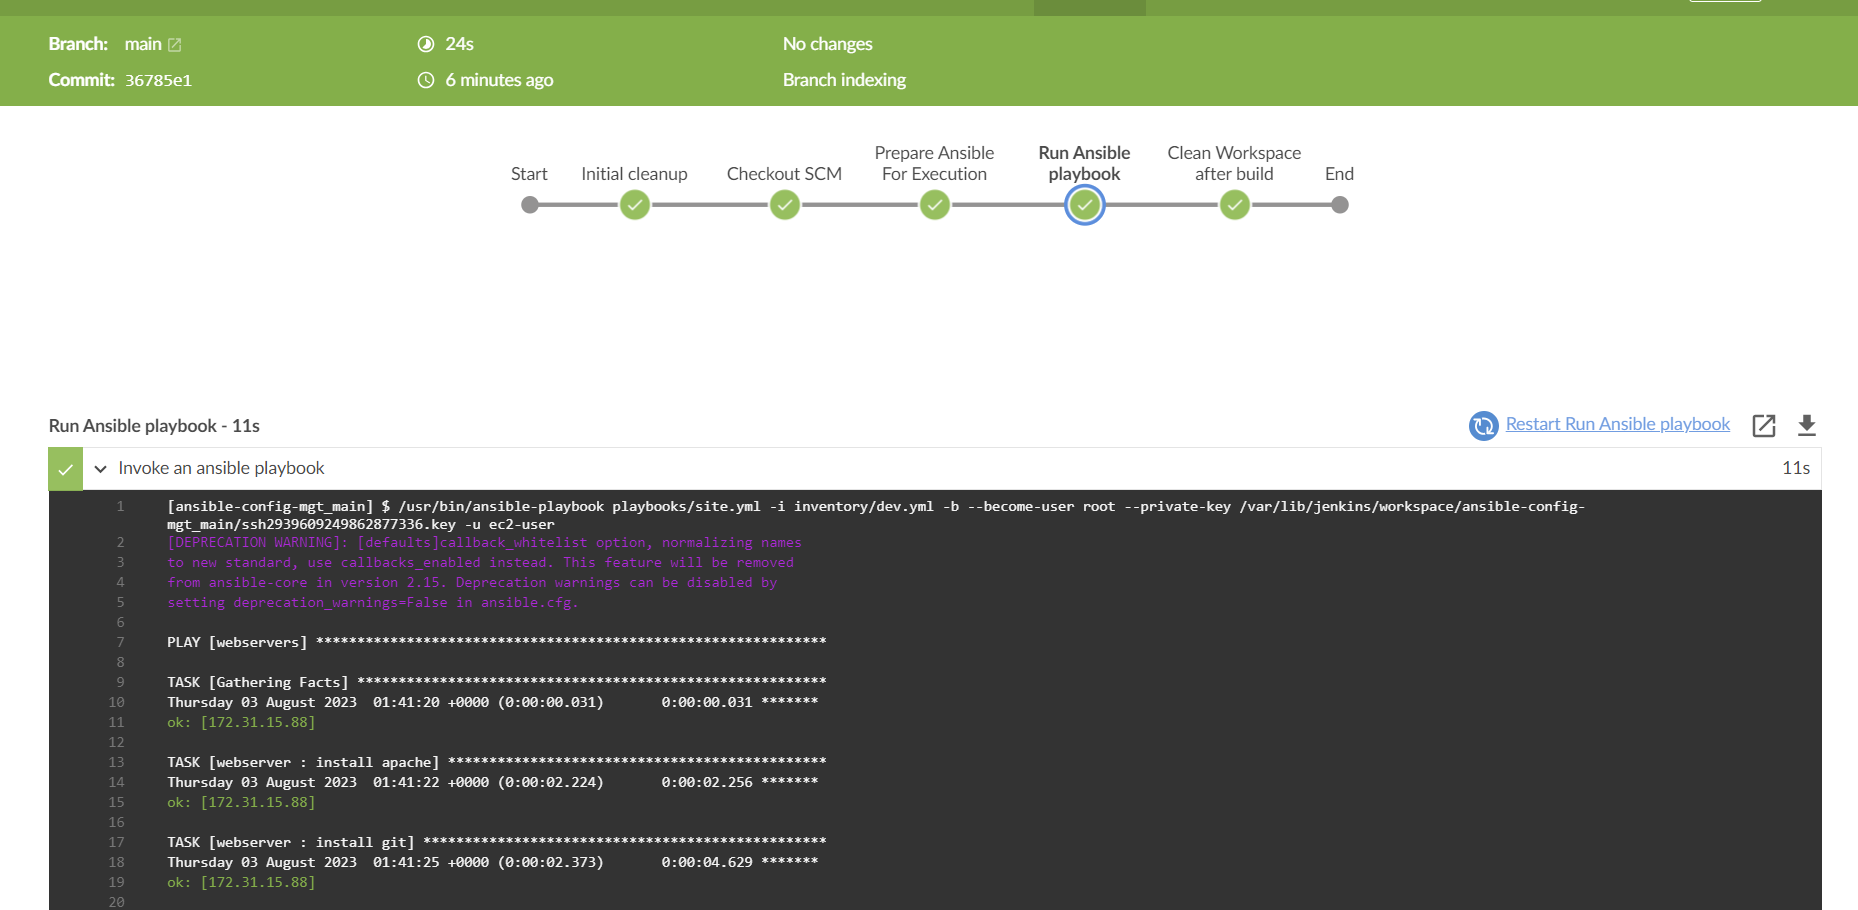 Branch: main
24s
No changes
Commit: 36785e1
6 minutes ago
Branch indexing
Start
Initial cleanup
Checkout SCM
Prepare Ansible
For Execution
Run Ansible
playbook
Clean Workspace
after build
End
Run Ansible playbook - 11s
Restart Run Ansible playbook
Invoke an ansible playbook
11s
1 [ansible-config-mgt_main] $ /usr/bin/ansible-playbook playbooks/site.yml -i inventory/dev.yml -b --become-user root --private-key /var/lib/jenkins/workspace/ansible-config-
mgt_main/ssh2939609249862877336.key -u ec2-user
2 [DEPRECATION WARNING]: [defaults]callback_whitelist option, normalizing names
3 to new standard, use callbacks_enabled instead. This feature will be removed
4 from ansible-core in version 2.15. Deprecation warnings can be disabled by
5 setting deprecation_warnings=False in ansible.cfg.
6
7 PLAY [webservers] **************************************************************
8
9 TASK [Gathering Facts] *********************************************************
10 Thursday 03 August 2023  01:41:20 +0000 (0:00:00.031)       0:00:00.031 *******
11 ok: [172.31.15.88]
12
13 TASK [webserver : install apache] **********************************************
14 Thursday 03 August 2023  01:41:22 +0000 (0:00:02.224)       0:00:02.256 *******
15 ok: [172.31.15.88]
16
17 TASK [webserver : install git] *************************************************
18 Thursday 03 August 2023  01:41:25 +0000 (0:00:02.373)       0:00:04.629 *******
19 ok: [172.31.15.88]
20